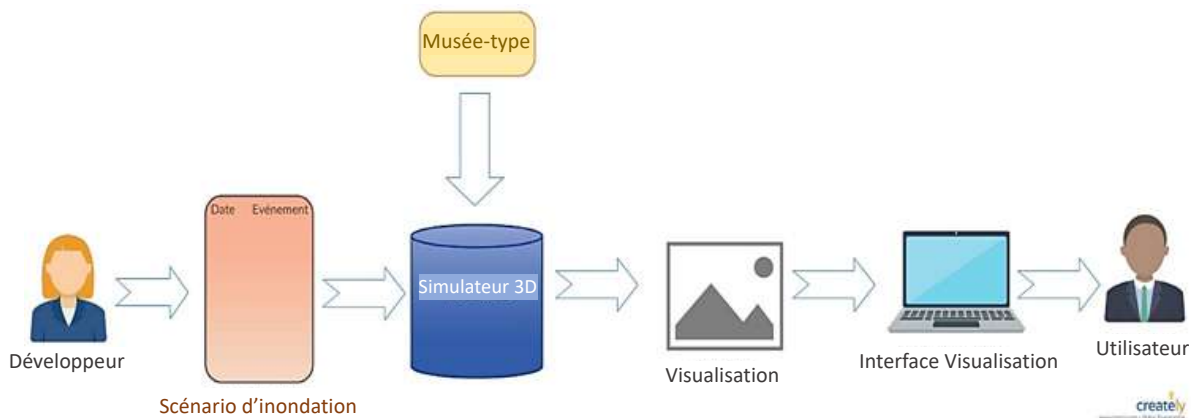 Musée-type
Date Evénement
Simulateur 3D
Développeur
Scénario d’inondation
Visualisation
Interface Visualisation
Utilisateur
creately